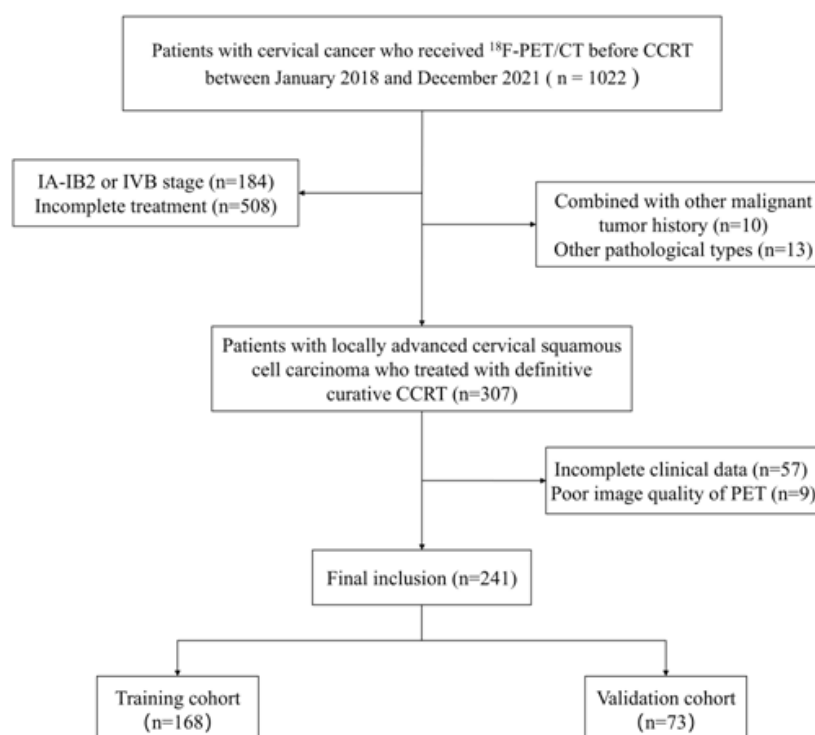 Patients with cervical cancer who received ¹⁸F-PET/CT before CCRT
between January 2018 and December 2021 ( n = 1022 )
IA-IB2 or IVB stage (n=184)
Incomplete treatment (n=508)
Combined with other malignant
tumor history (n=10)
Other pathological types (n=13)
Patients with locally advanced cervical squamous
cell carcinoma who treated with definitive
curative CCRT (n=307)
Incomplete clinical data (n=57)
Poor image quality of PET (n=9)
Final inclusion (n=241)
Training cohort
(n=168)
Validation cohort
(n=73)